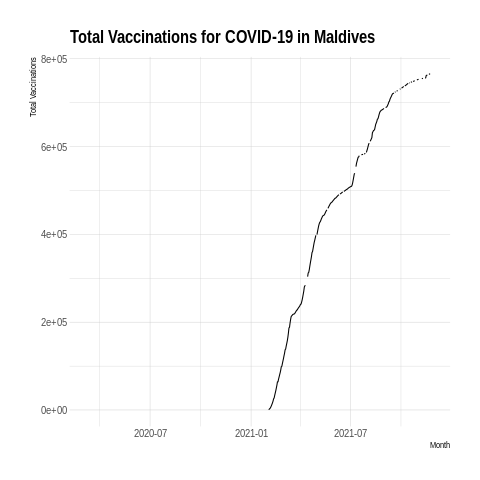 Total Vaccinations for COVID-19 in Maldives
Total Vaccinations
8e+05
6e+05
4e+05
2e+05
0e+00
2020-07 2021-01 2021-07
Month